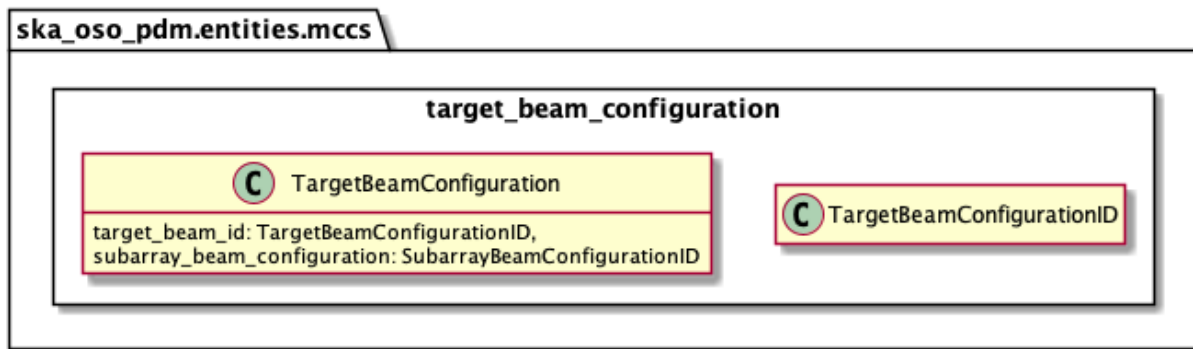 ska_oso_pdm.entities.mccs
target_beam_configuration
C TargetBeamConfiguration
target_beam_id: TargetBeamConfigurationID,
subarray_beam_configuration: SubarrayBeamConfigurationID
C TargetBeamConfigurationID